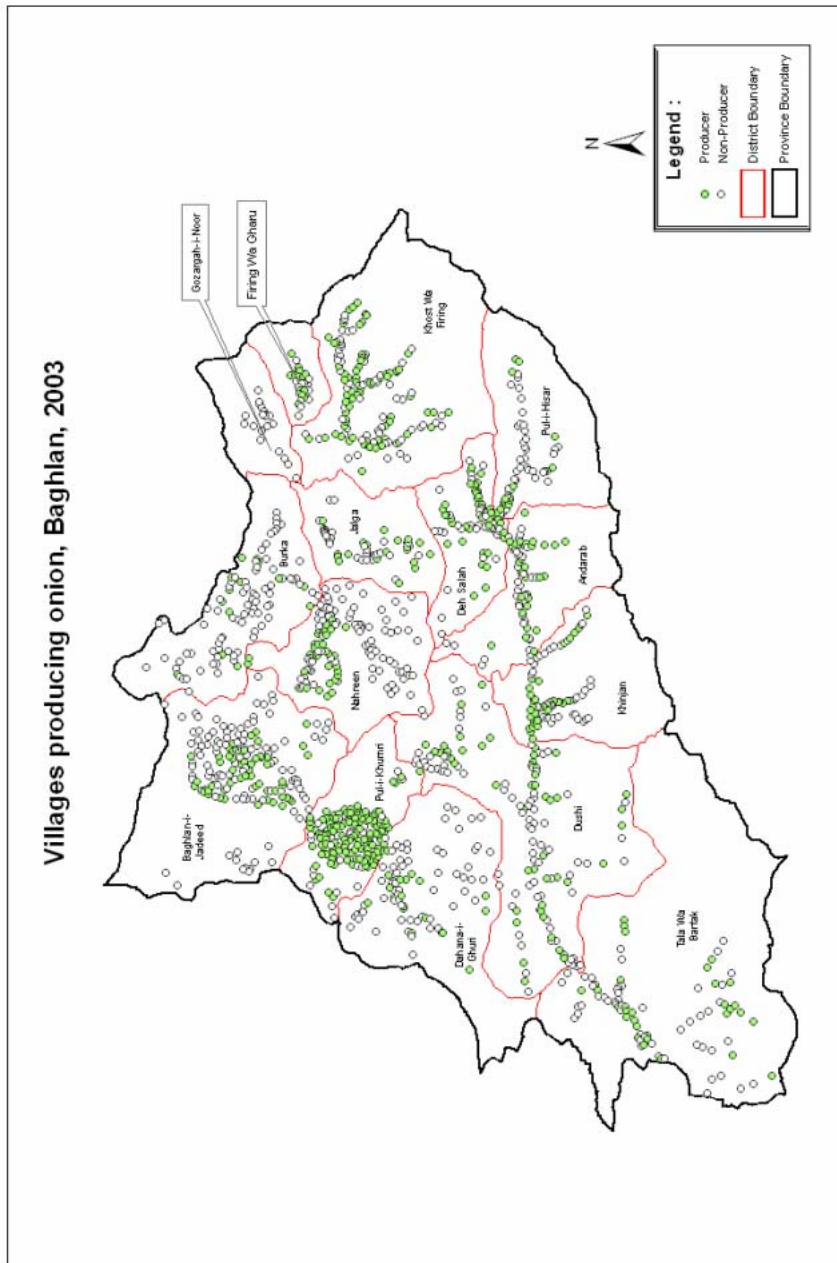 Villages producing onion, Baghlan, 2003
Gozargah-i-Noor
Firing Wa Gharu
Burka
Baghlan-i-
Jadeed
Khost Wa
Firing
Jalga
Nahreen
Pul-i-Khumri
Deh Salah
Pul-i-Hisar
Dahana-i-
Ghuri
Andarab
Khinjan
Dushi
Tala Wa
Barfak
N
Legend :
Producer
Non-Producer
District Boundary
Province Boundary